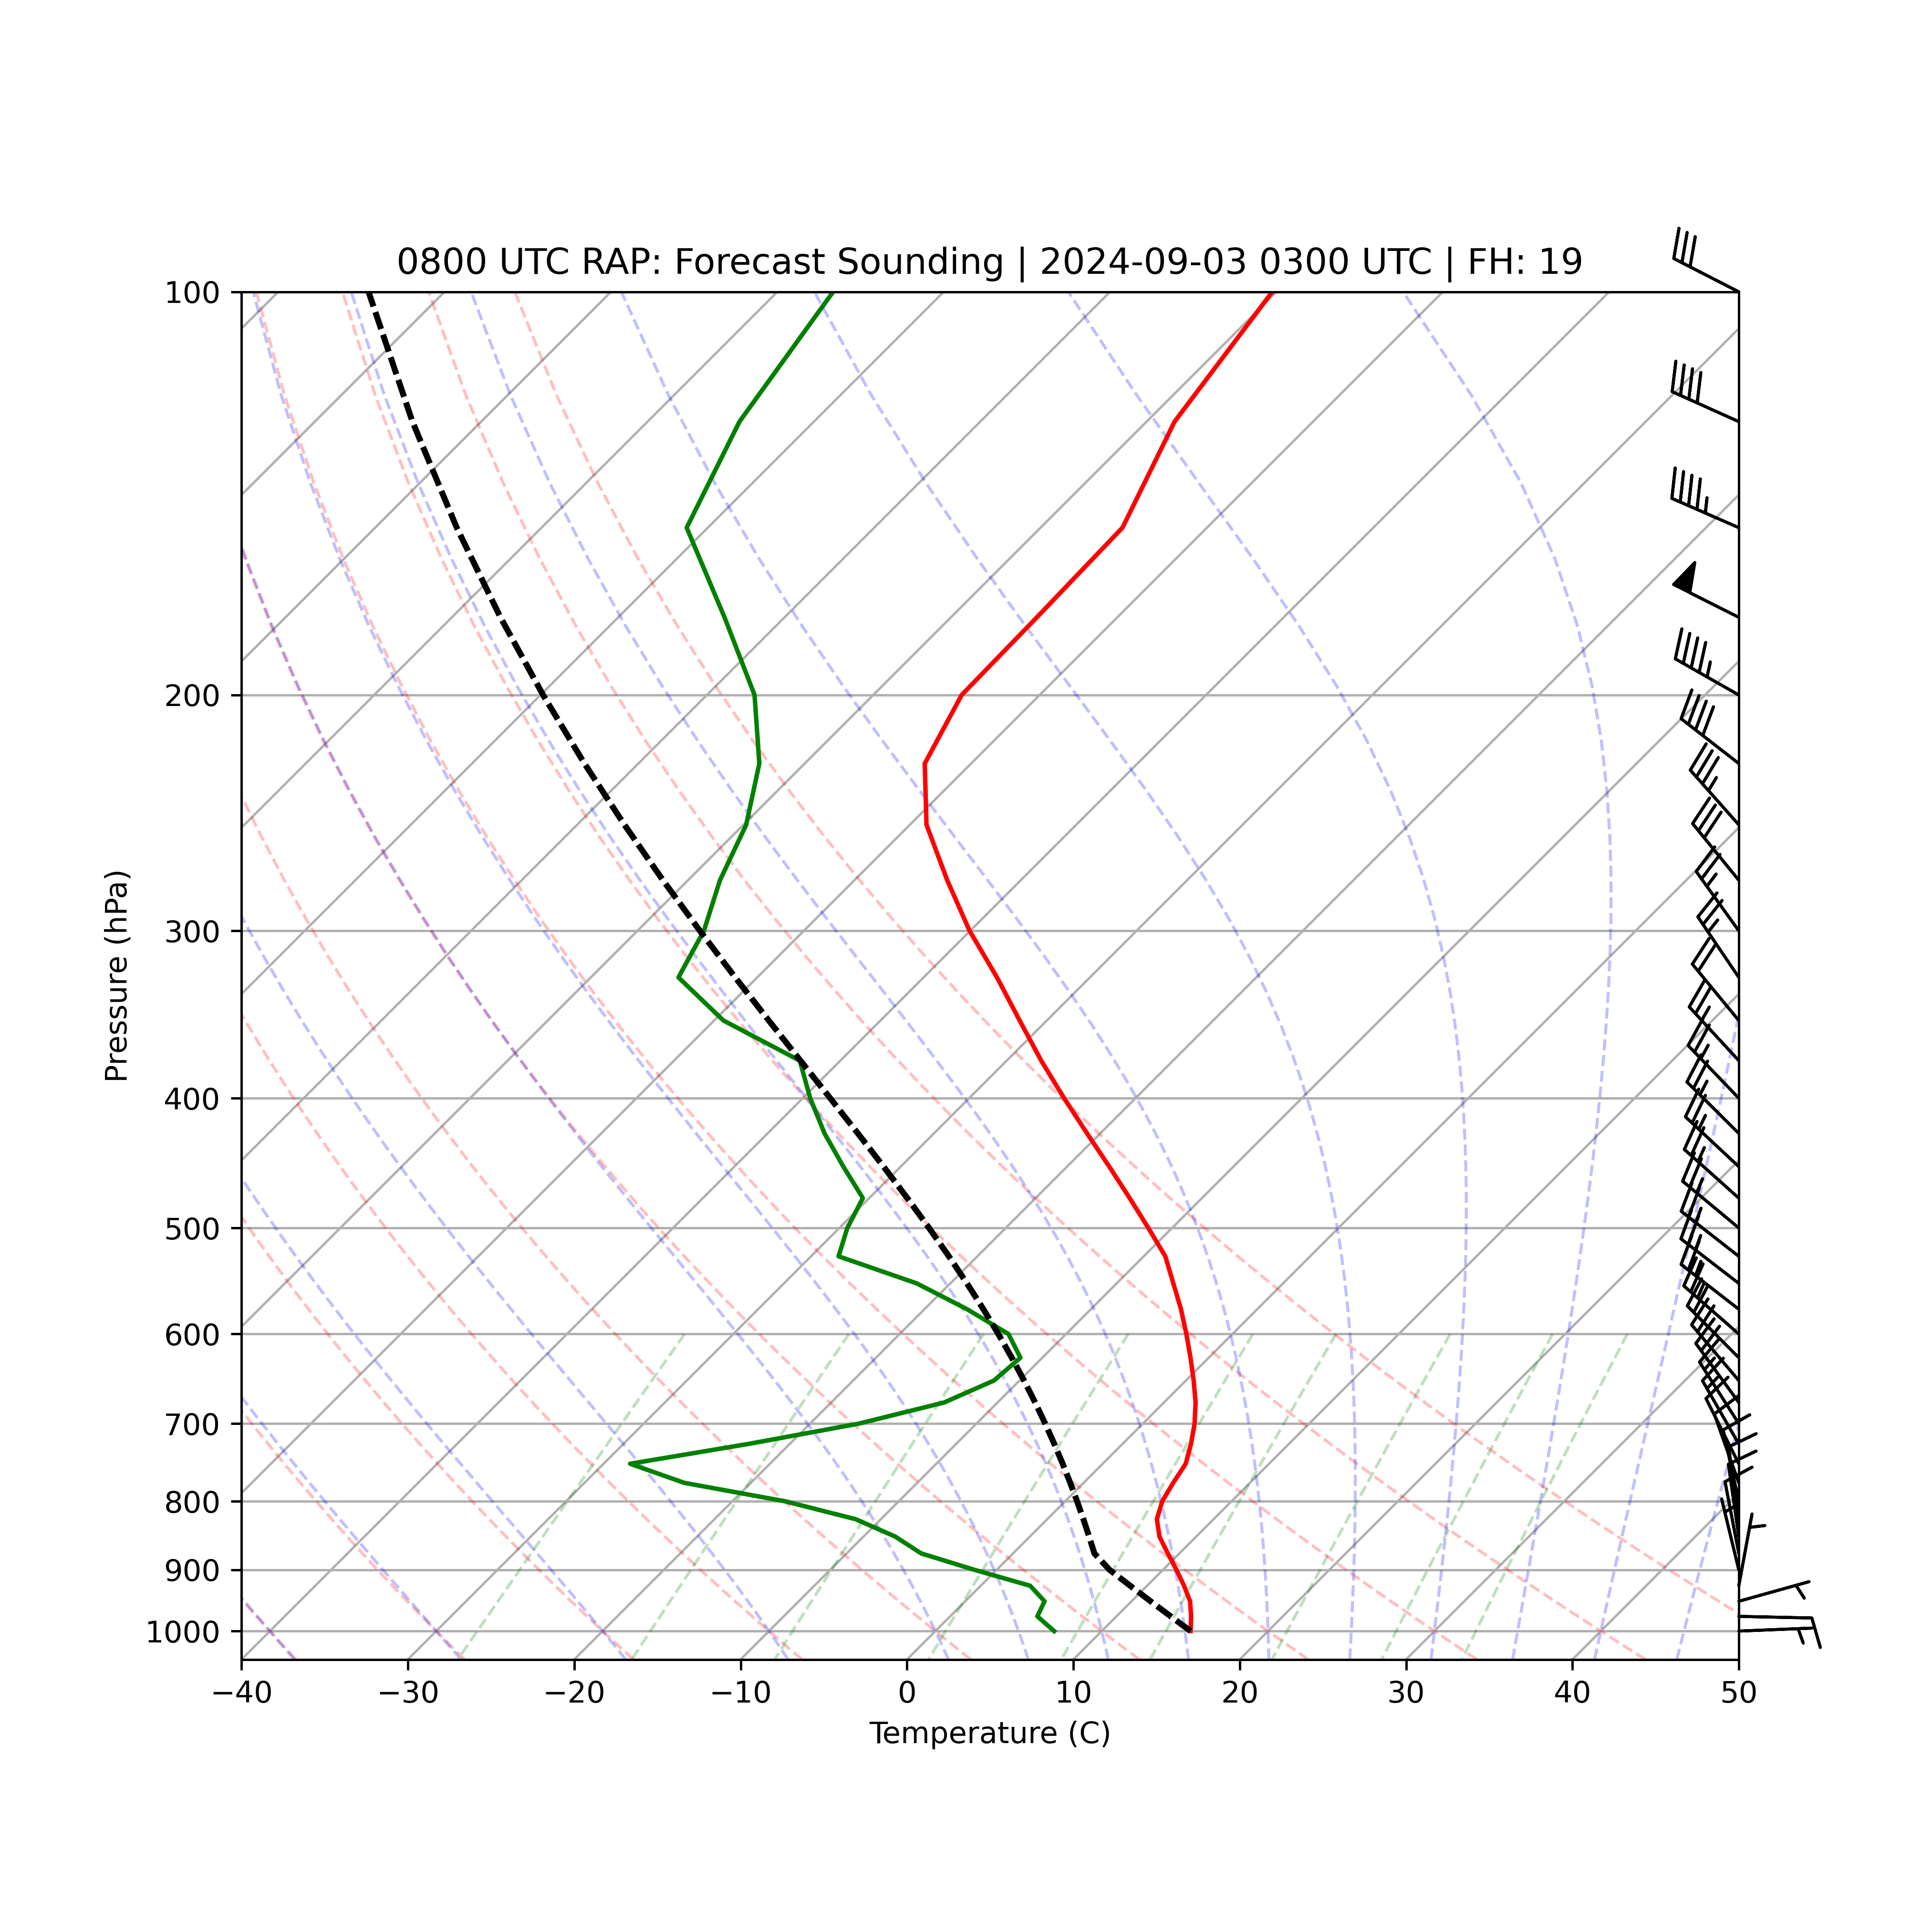 0800 UTC RAP: Forecast Sounding | 2024-09-03 0300 UTC | FH: 19
100
200
300
400
500
600
700
800
900
1000
Pressure (hPa)
−40 −30 −20 −10 0 10 20 30 40 50
Temperature (C)